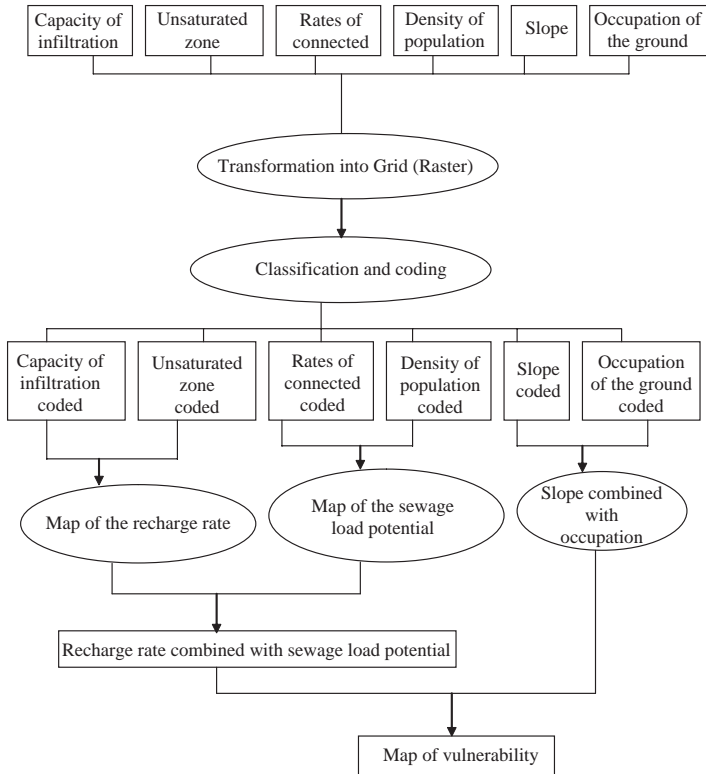 Capacity of
infiltration
Unsaturated
zone
Rates of
connected
Density of
population
Slope
Occupation of
the ground
Transformation into Grid (Raster)
Classification and coding
Capacity of
infiltration
coded
Unsaturated
zone
coded
Rates of
connected
coded
Density of
population
coded
Slope
coded
Occupation
of the ground
coded
Map of the recharge rate
Map of the sewage
load potential
Slope combined
with
occupation
Recharge rate combined with sewage load potential
Map of vulnerability